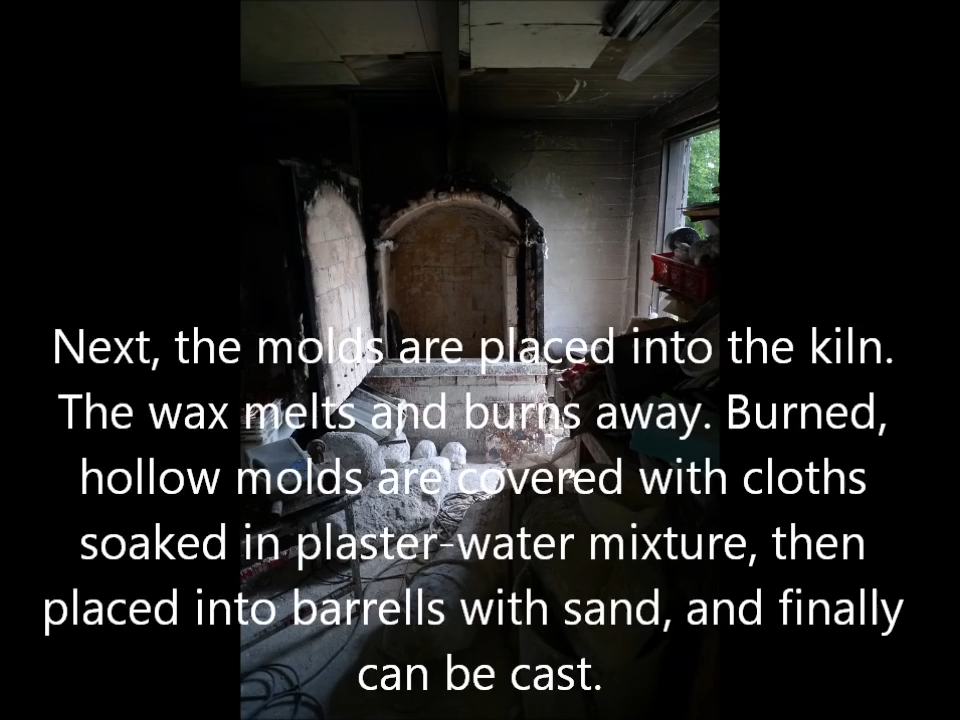 Next, the molds are placed into the kiln.
The wax melts and burns away. Burned,
hollow molds are covered with cloths
soaked in plaster-water mixture, then
placed into barrells with sand, and finally
can be cast.